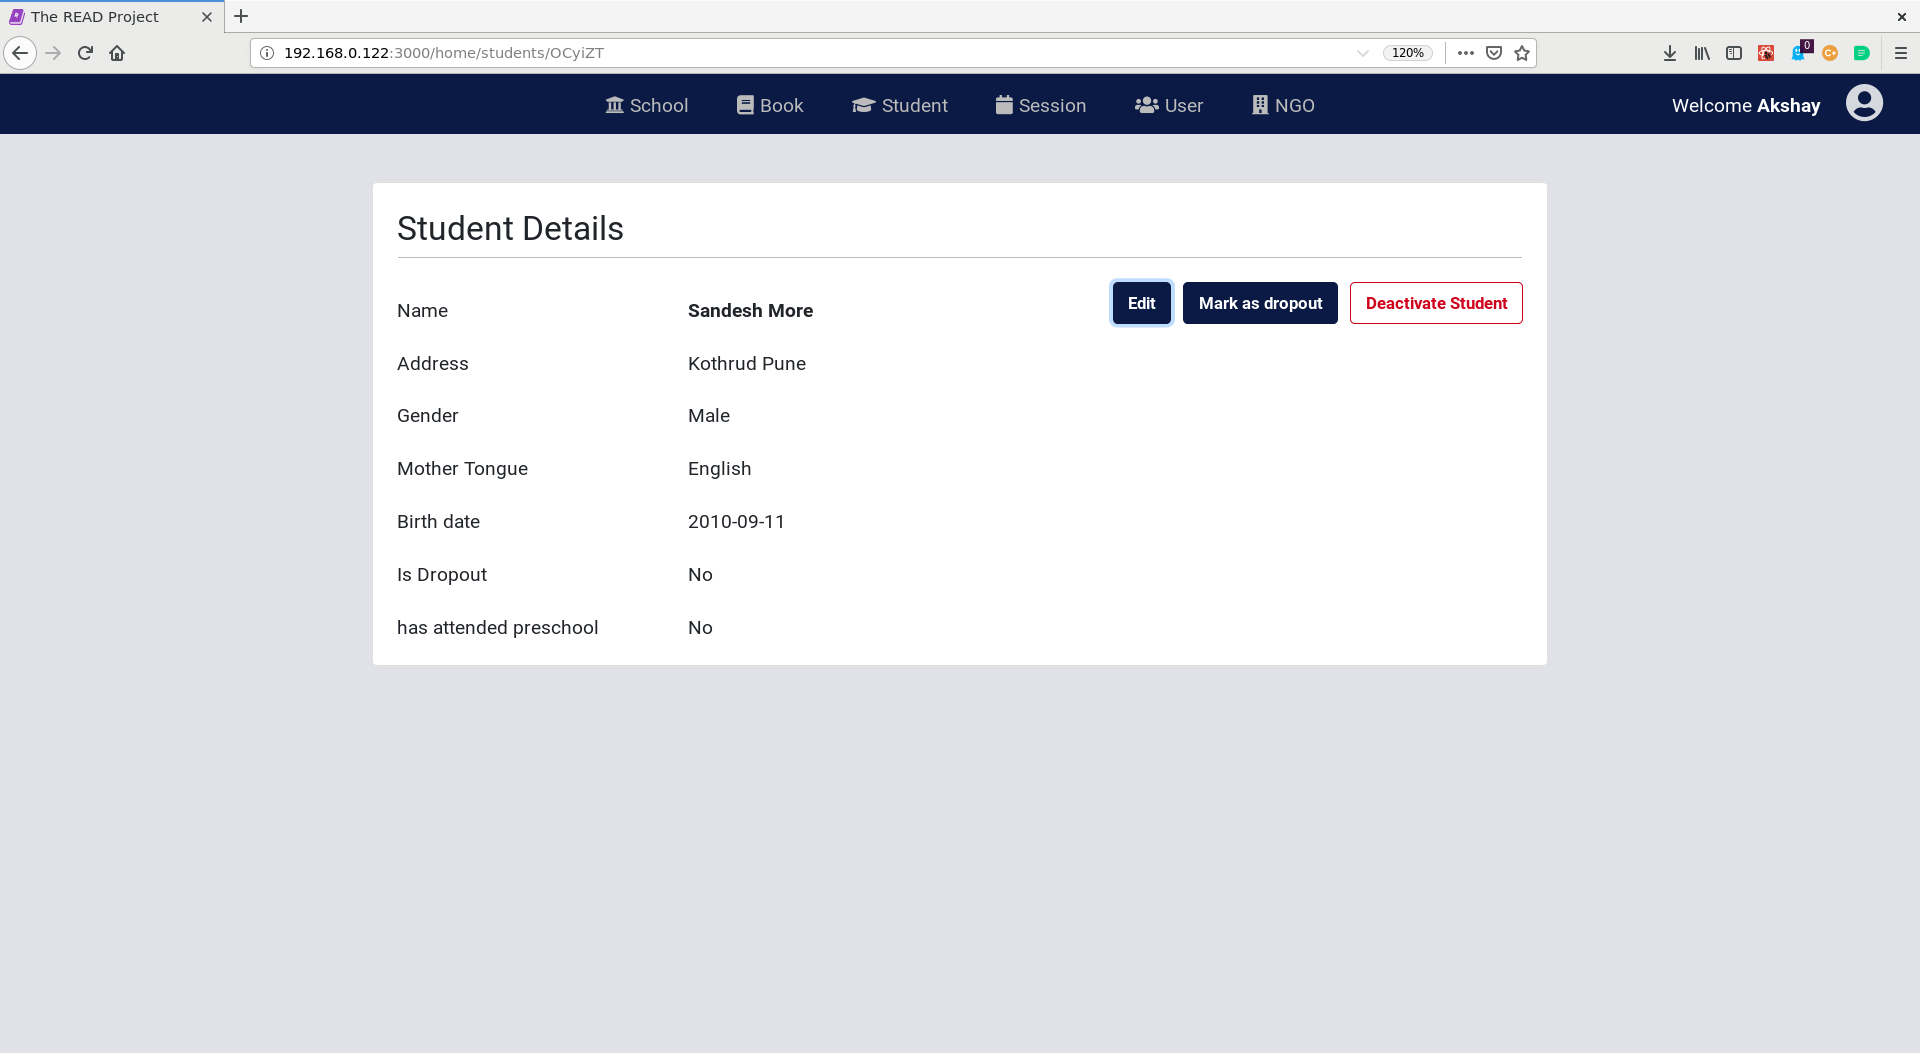 The READ Project
192.168.0.122:3000/home/students/OCyiZT
120%
0
School Book Student Session User NGO
Welcome Akshay
Student Details
Edit Mark as dropout Deactivate Student
Name Sandesh More
Address Kothrud Pune
Gender Male
Mother Tongue English
Birth date 2010-09-11
Is Dropout No
has attended preschool No